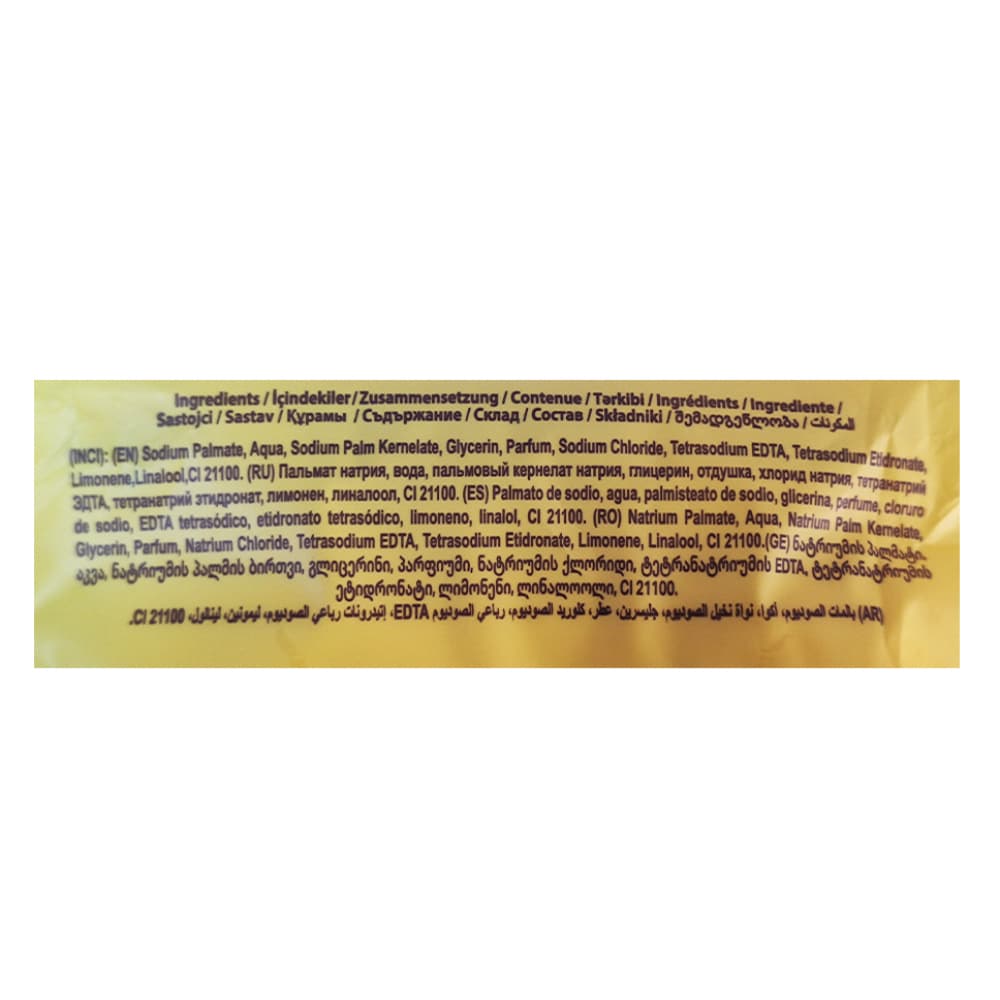 Ingredients / İçindekiler / Zusammensetzung / Contenue / Tərkibi / Ingrédients / Ingrediente /
Sastojci / Sastav / Құрамы / Съдържание / Склад / Состав / Składniki / შემადგენლობა / المكونات
(INCI): (EN) Sodium Palmate, Aqua, Sodium Palm Kernelate, Glycerin, Parfum, Sodium Chloride, Tetrasodium EDTA, Tetrasodium Etidronate,
Limonene,Linalool,CI 21100. (RU) Пальмат натрия, вода, пальмовый кернелат натрия, глицерин, отдушка, хлорид натрия, тетранатрий
ЭДТА, тетранатрий этидронат, лимонен, линалоол, CI 21100. (ES) Palmato de sodio, agua, palmisteato de sodio, glicerina, perfume, cloruro
de sodio, EDTA tetrasódico, etidronato tetrasódico, limoneno, linalol, CI 21100. (RO) Natrium Palmate, Aqua, Natrium Palm Kernelate,
Glycerin, Parfum, Natrium Chloride, Tetrasodium EDTA, Tetrasodium Etidronate, Limonene, Linalool, CI 21100.(GE) ნატრიუმის პალმატი.
აკვა, ნატრიუმის პალმის ბირთვი, გლიცერინი, პარფიუმი, ნატრიუმის ქლორიდი, ტეტრანატრიუმის EDTA, ტეტრანატრიუმის
ეტიდრონატი, ლიმონენი, ლინალოოლი, CI 21100.
(AR) بالمات الصوديوم، أكوا، نواة نخيل الصوديوم، جليسرين، عطر، كلوريد الصوديوم، رباعي الصوديوم EDTA، إتيدرونات رباعي الصوديوم، ليمونين، لينالول، CI 21100.